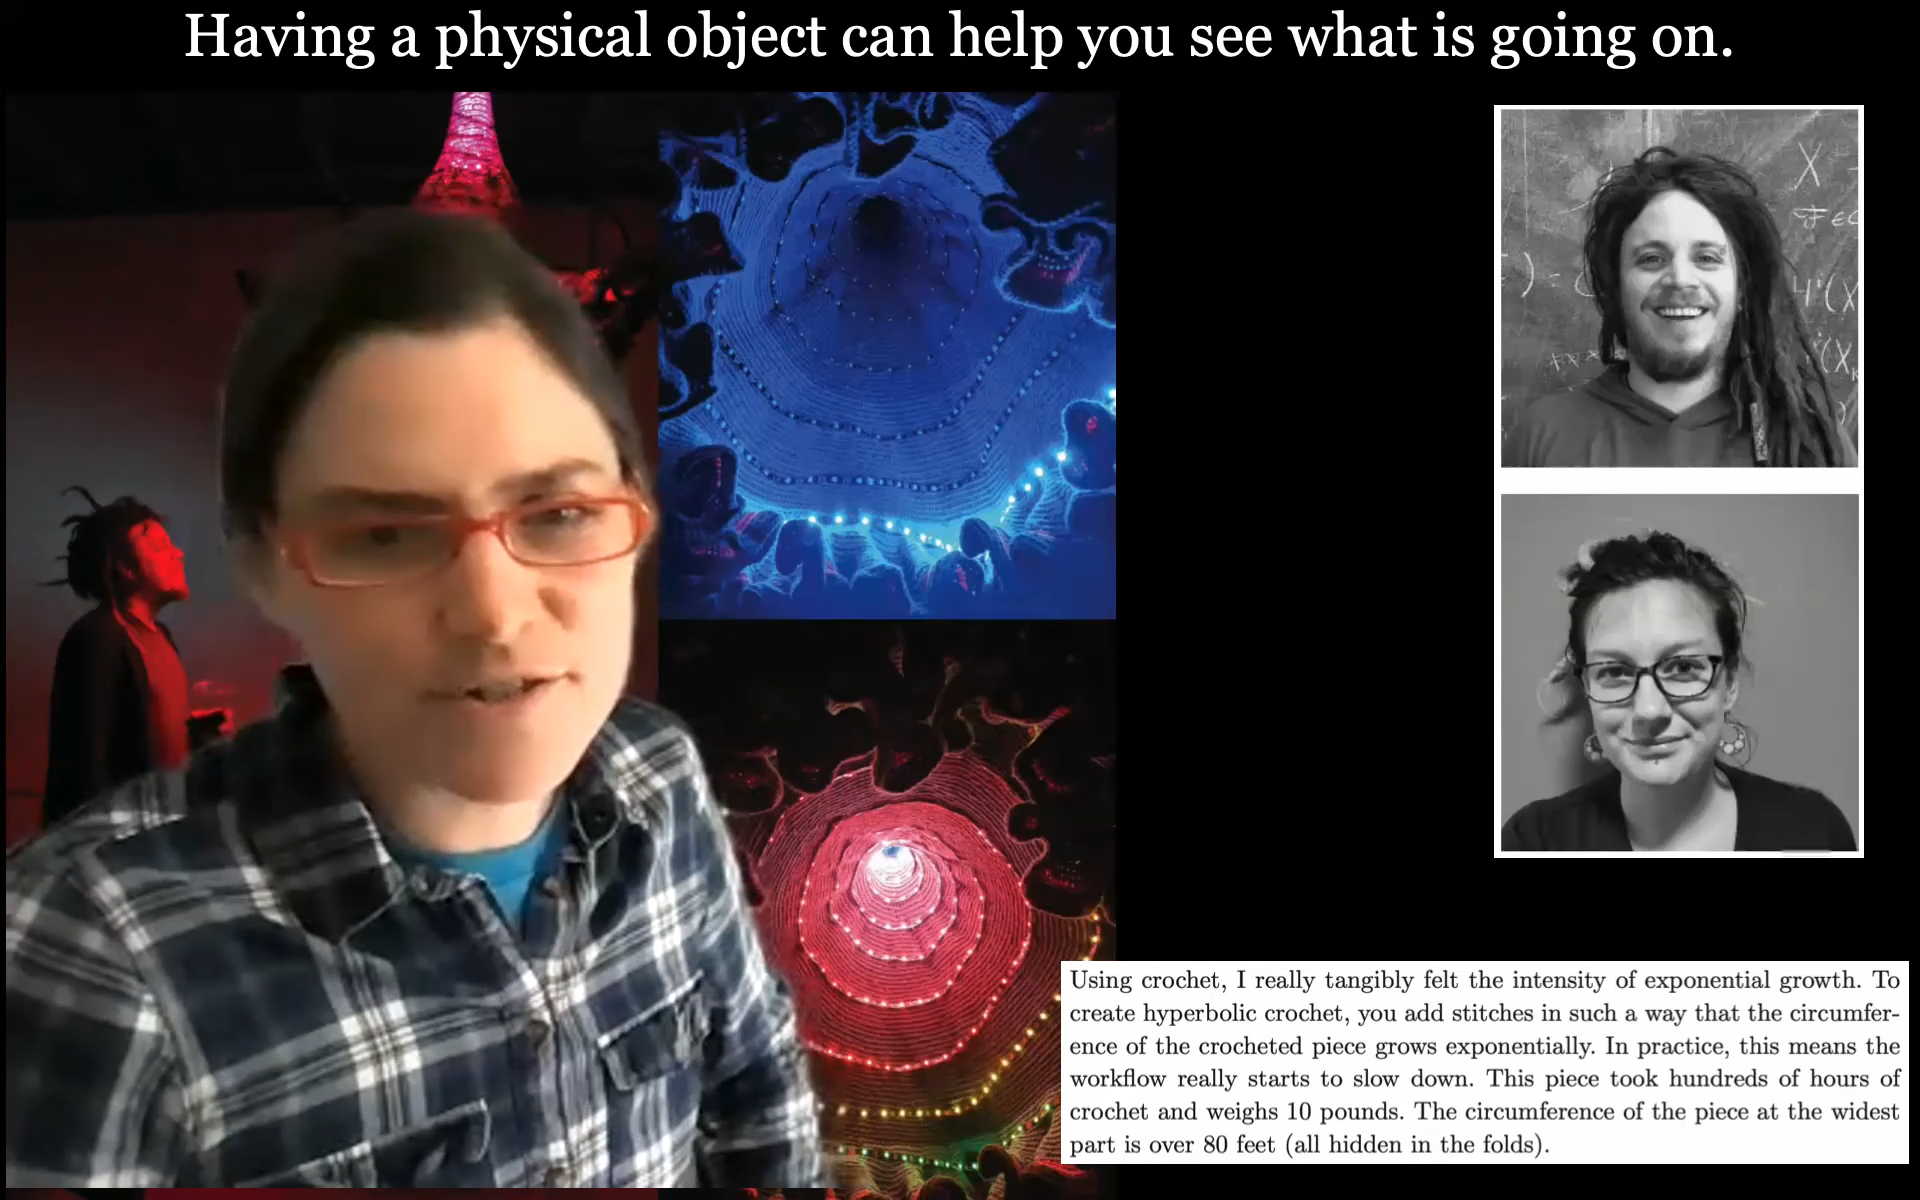 Having a physical object can help you see what is going on.
X
Using crochet, I really tangibly felt the intensity of exponential growth. To
create hyperbolic crochet, you add stitches in such a way that the circumfer-
ence of the crocheted piece grows exponentially. In practice, this means the
workflow really starts to slow down. This piece took hundreds of hours of
crochet and weighs 10 pounds. The circumference of the piece at the widest
part is over 80 feet (all hidden in the folds).